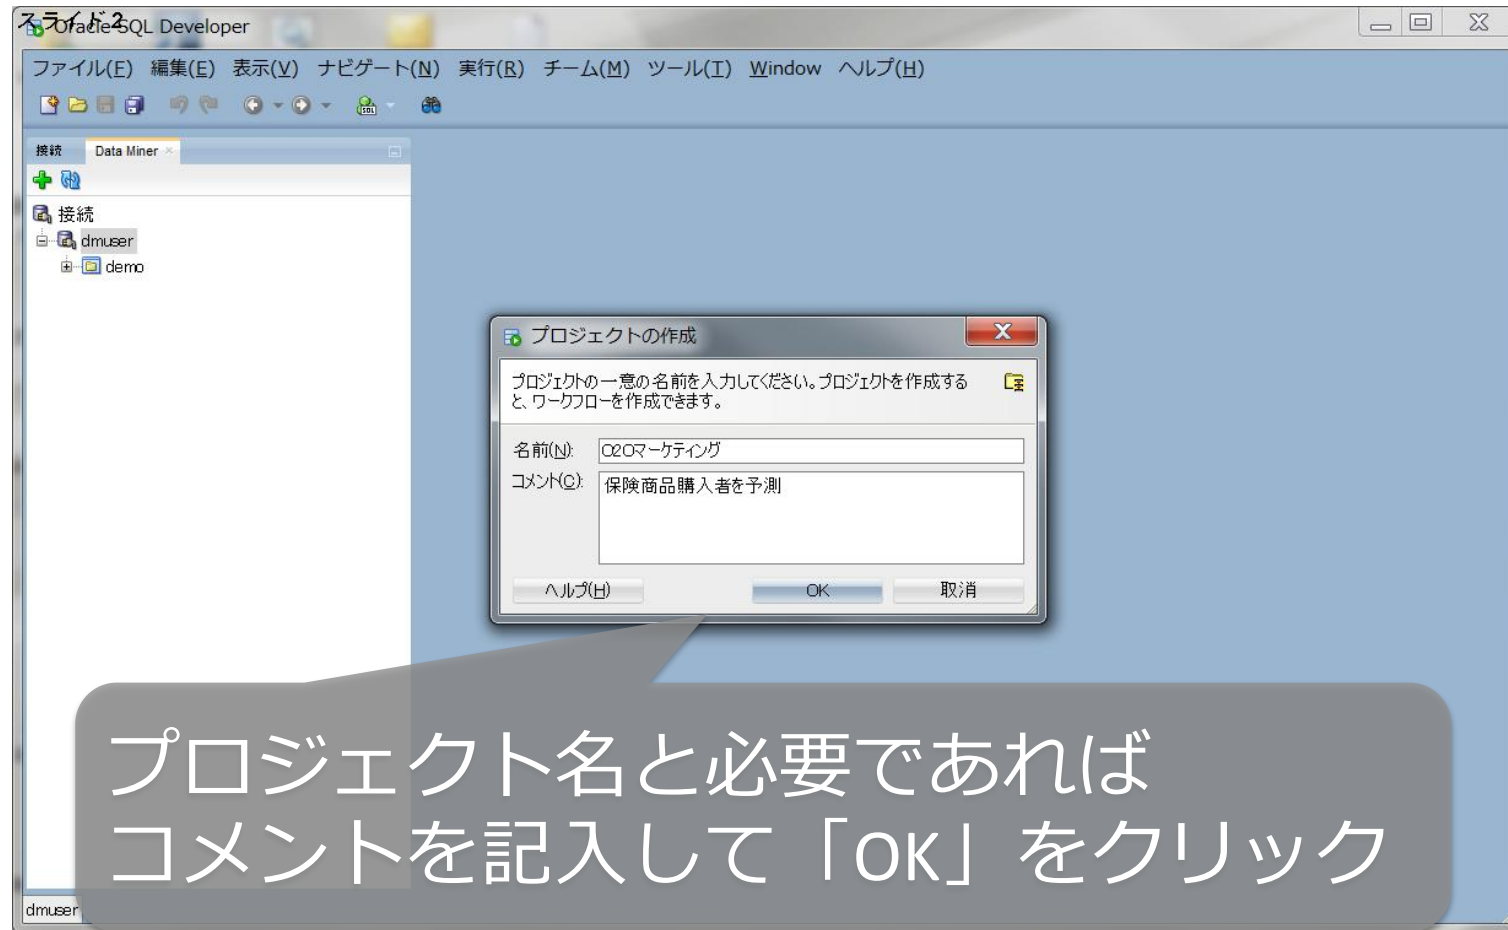 スライド2
Oracle SQL Developer
ファイル(F) 編集(E) 表示(V) ナビゲート(N) 実行(R) チーム(M) ツール(T) Window ヘルプ(H)
接続 Data Miner
接続
dmuser
demo
プロジェクトの作成
プロジェクトの一意の名前を入力してください。プロジェクトを作成する
と、ワークフローを作成できます。
名前(N): O2Oマーケティング
コメント(C): 保険商品購入者を予測
ヘルプ(H) OK 取消
プロジェクト名と必要であれば
コメントを記入して「OK」をクリック
dmuser